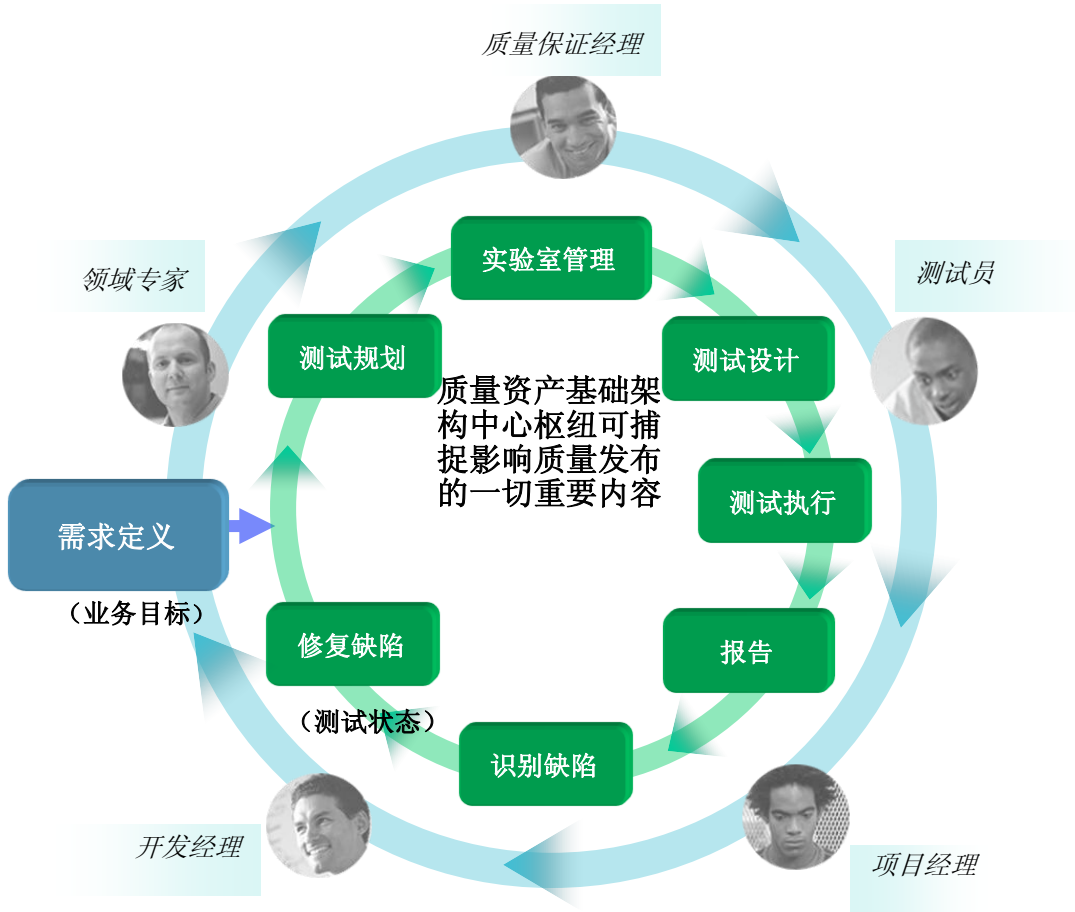 质量保证经理
领域专家
测试员
实验室管理
测试规划
测试设计
质量资产基础架
构中心枢纽可捕
捉影响质量发布
的一切重要内容
测试执行
需求定义
（业务目标）
修复缺陷
报告
（测试状态）
识别缺陷
开发经理
项目经理